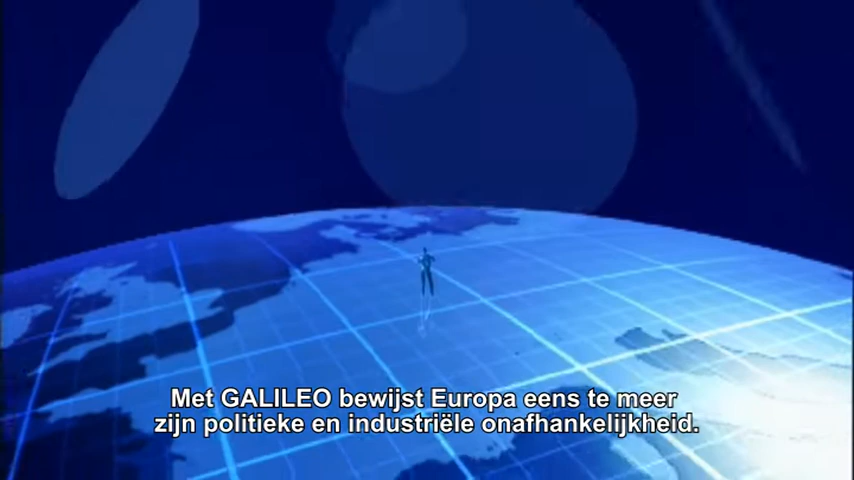 Met GALILEO bewijst Europa eens te meer
zijn politieke en industriële onafhankelijkheid.